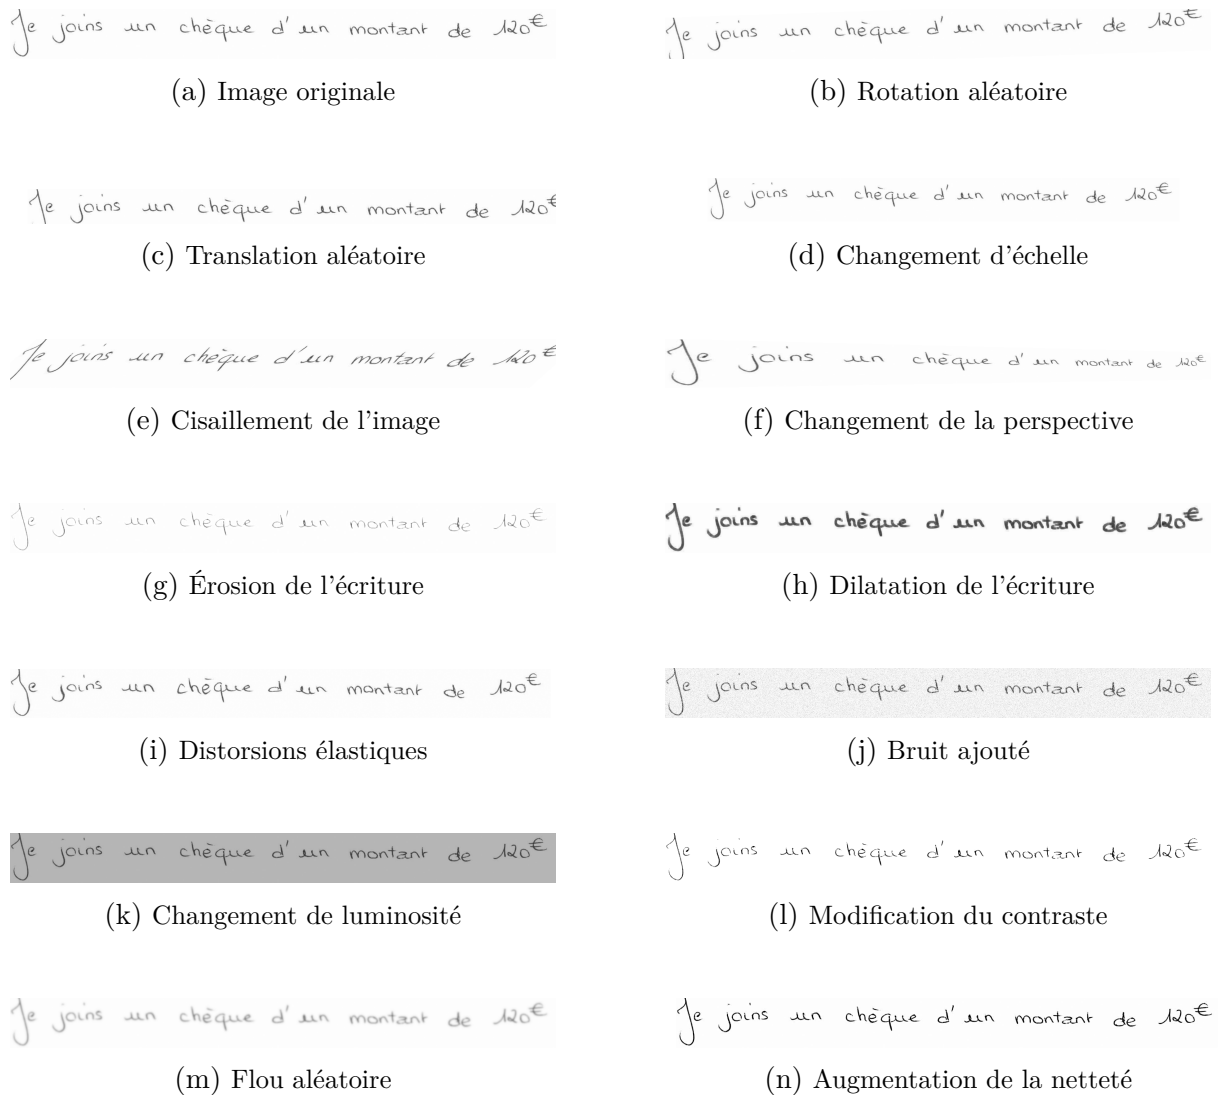 Je joins un chèque d'un montant de 120€
Je joins un chèque d'un montant de 120€
(a) Image originale
(b) Rotation aléatoire
Je joins un chèque d'un montant de 120€
Je joins un chèque d'un montant de 120€
(c) Translation aléatoire
(d) Changement d'échelle
Je joins un chèque d'un montant de 120€
Je joins un chèque d'un montant de 120€
(e) Cisaillement de l'image
(f) Changement de la perspective
Je joins un chèque d'un montant de 120€
Je joins un chèque d'un montant de 120€
(g) Érosion de l'écriture
(h) Dilatation de l'écriture
Je joins un chèque d'un montant de 120€
Je joins un chèque d'un montant de 120€
(i) Distorsions élastiques
(j) Bruit ajouté
Je joins un chèque d'un montant de 120€
Je joins un chèque d'un montant de 120€
(k) Changement de luminosité
(l) Modification du contraste
Je joins un chèque d'un montant de 120€
Je joins un chèque d'un montant de 120€
(m) Flou aléatoire
(n) Augmentation de la netteté